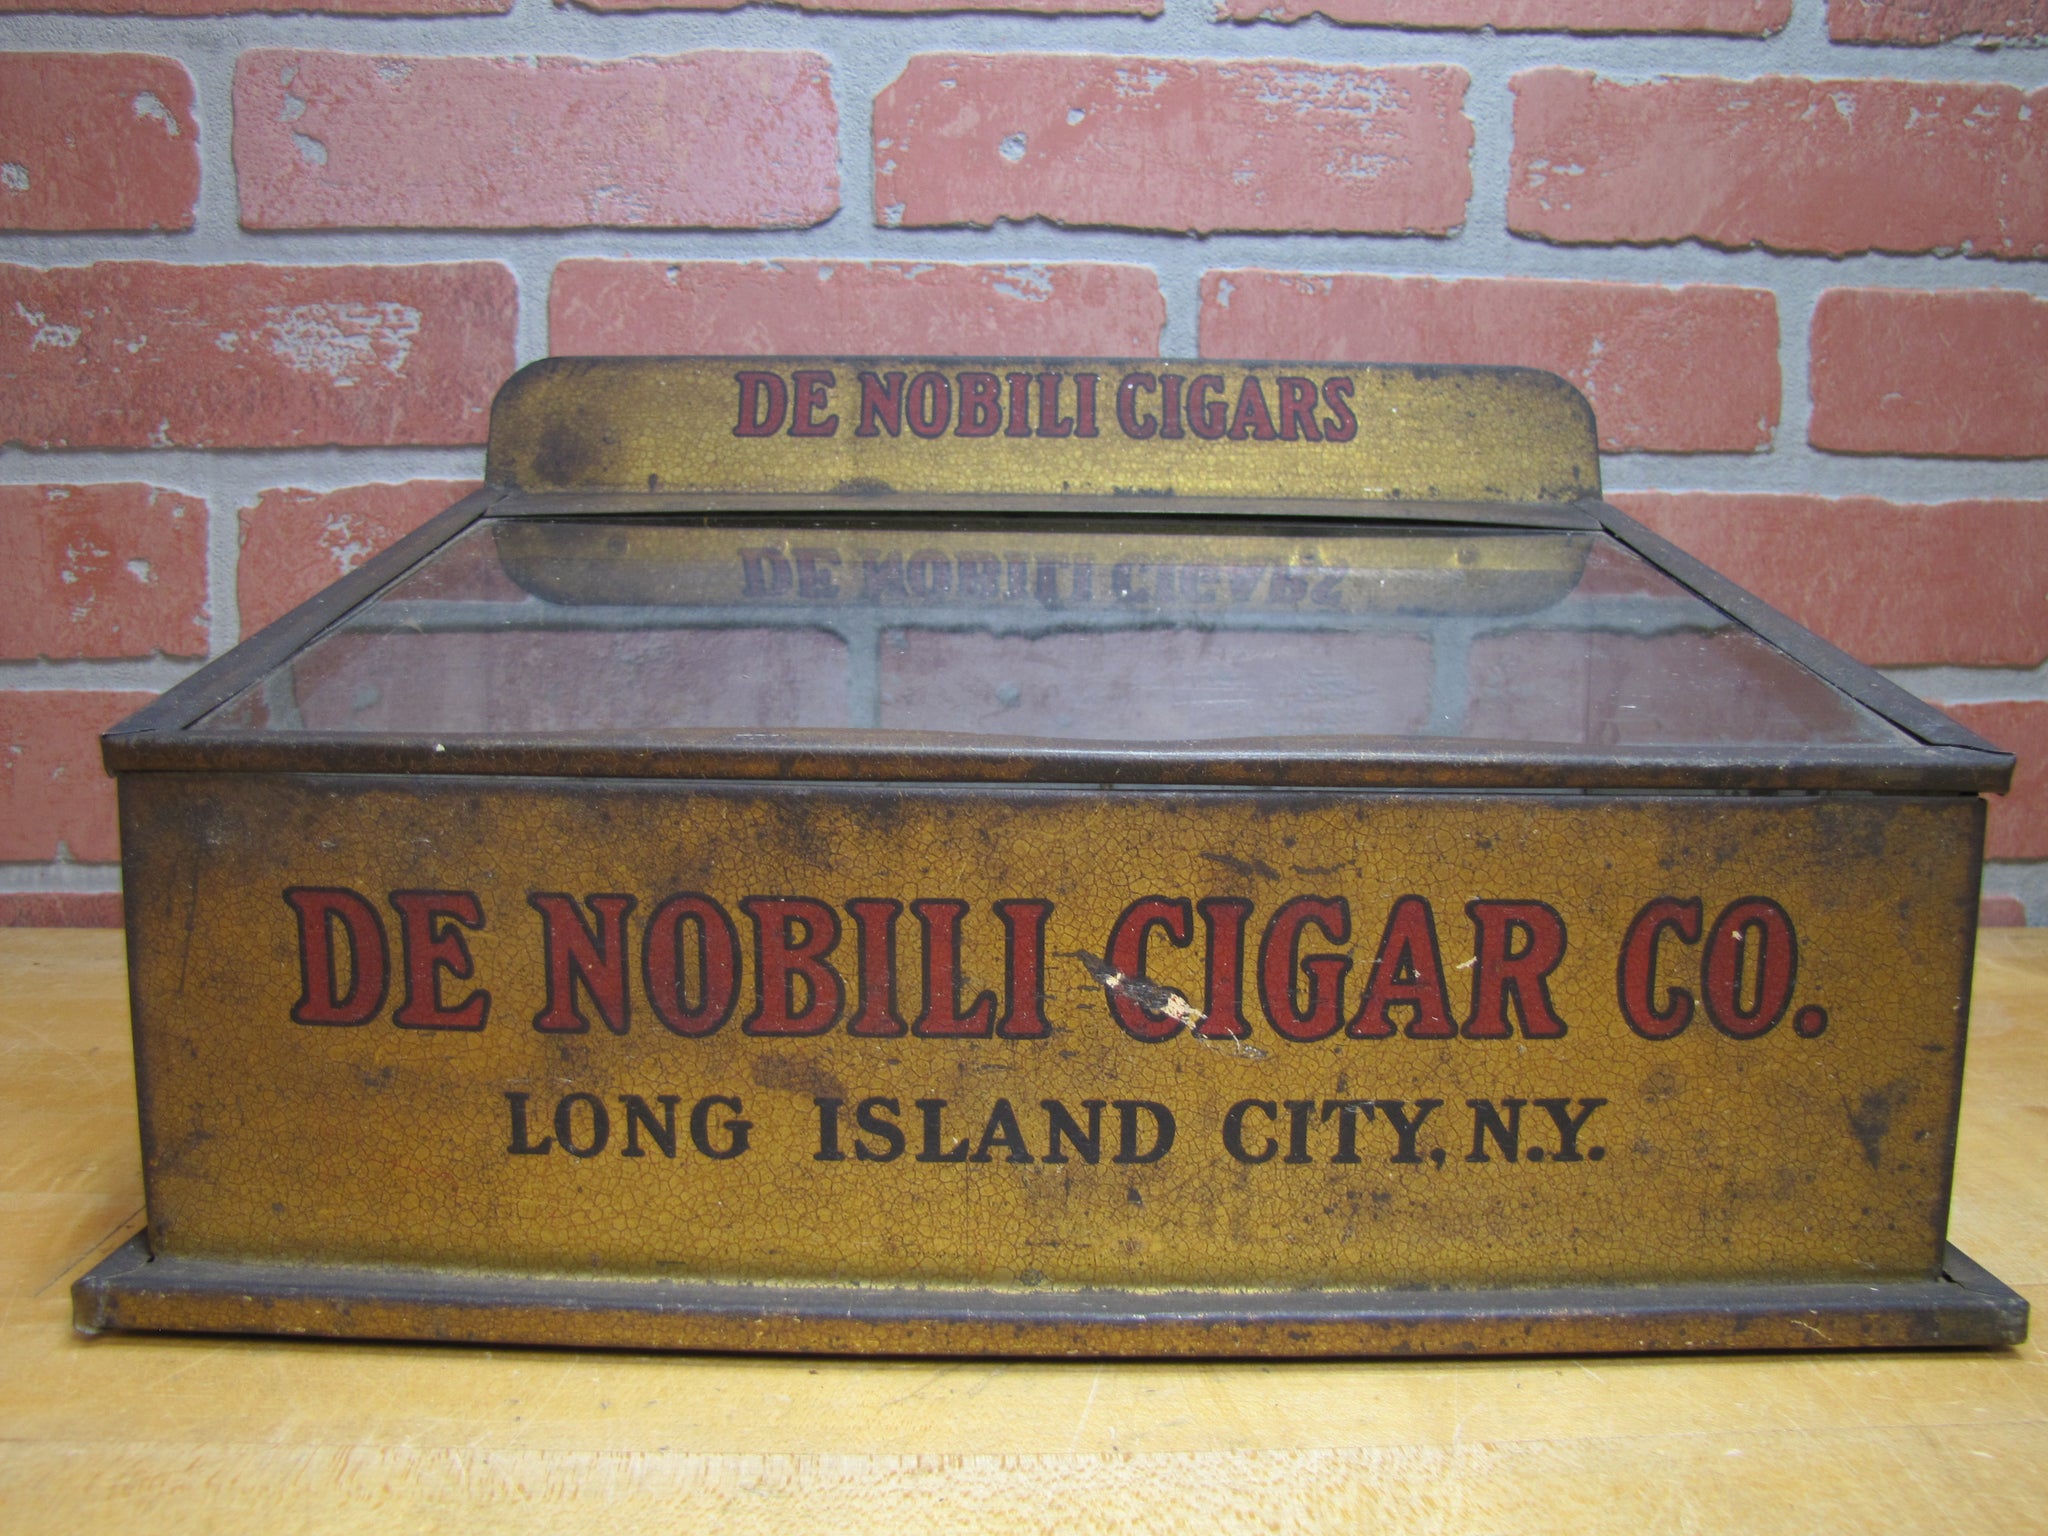 DE NOBILI CIGARS
DE NOBILI CIGAR CO.
LONG ISLAND CITY, N.Y.